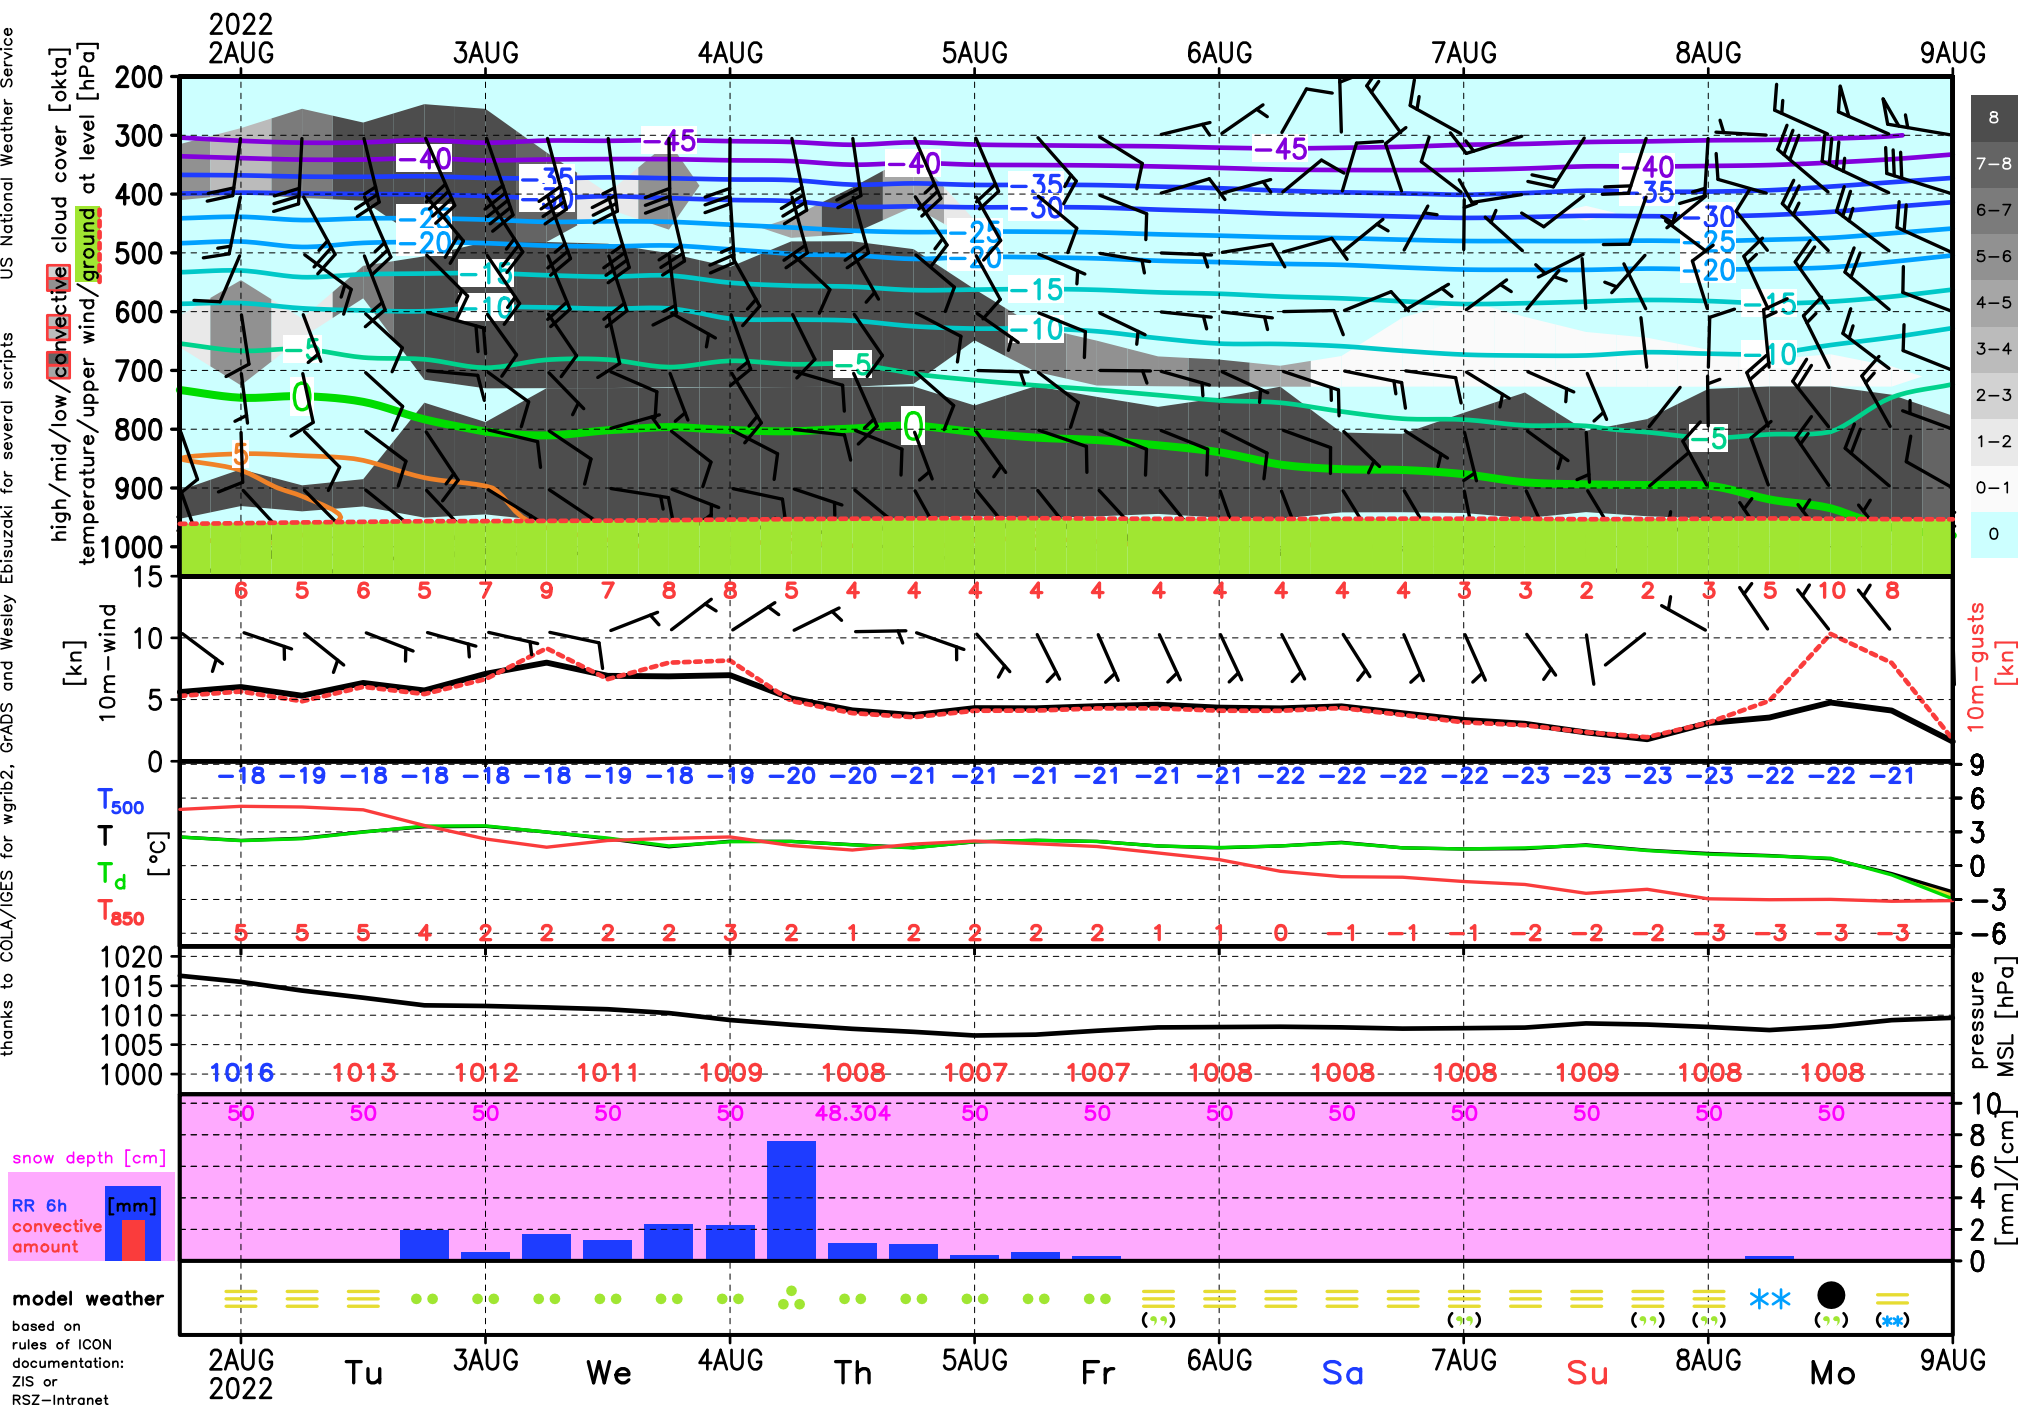 2022
2AUG 3AUG 4AUG 5AUG 6AUG 7AUG 8AUG 9AUG
thanks to COLA/IGES for wgrib2, GrADS and Wesley Ebisuzaki for several scripts US National Weather Service
high/mid/low/convective/convective cloud cover [okta]
temperature/upper wind/ground at level [hPa]
200
300
400
500
600
700
800
900
1000
-45 -45
-40 -40 -40
-35 -35 -35
-30 -30 -30
-25 -25 -25
-20 -20 -20
-15 -15 -15
-10 -10 -10
-5 -5 -5
0 0
5
8
7-8
6-7
5-6
4-5
3-4
2-3
1-2
0-1
0
15
10
5
0
10m-wind
[kn]
6 5 6 5 7 9 7 8 8 5 4 4 4 4 4 4 4 4 4 4 3 3 2 2 3 5 10 8
10m-gusts
[kn]
-18 -19 -18 -18 -18 -18 -19 -18 -19 -20 -20 -21 -21 -21 -21 -21 -21 -22 -22 -22 -22 -23 -23 -23 -23 -22 -22 -21
T500
T
Td
T850
[°C]
9
6
3
0
-3
-6
5 5 5 4 2 2 2 2 3 2 1 2 2 2 2 1 1 0 -1 -1 -1 -2 -2 -2 -3 -3 -3 -3
1020
1015
1010
1005
1000
1016 1013 1012 1011 1009 1008 1007 1007 1008 1008 1008 1009 1008 1008
pressure
MSL [hPa]
50 50 50 50 50 48.304 50 50 50 50 50 50 50 50
snow depth [cm]
RR 6h [mm]
convective
amount
10
8
6
4
2
0
[mm]/[cm]
model weather
based on
rules of ICON
documentation:
ZIS or
RSZ-Intranet
2AUG Tu 3AUG We 4AUG Th 5AUG Fr 6AUG Sa 7AUG Su 8AUG Mo 9AUG
2022